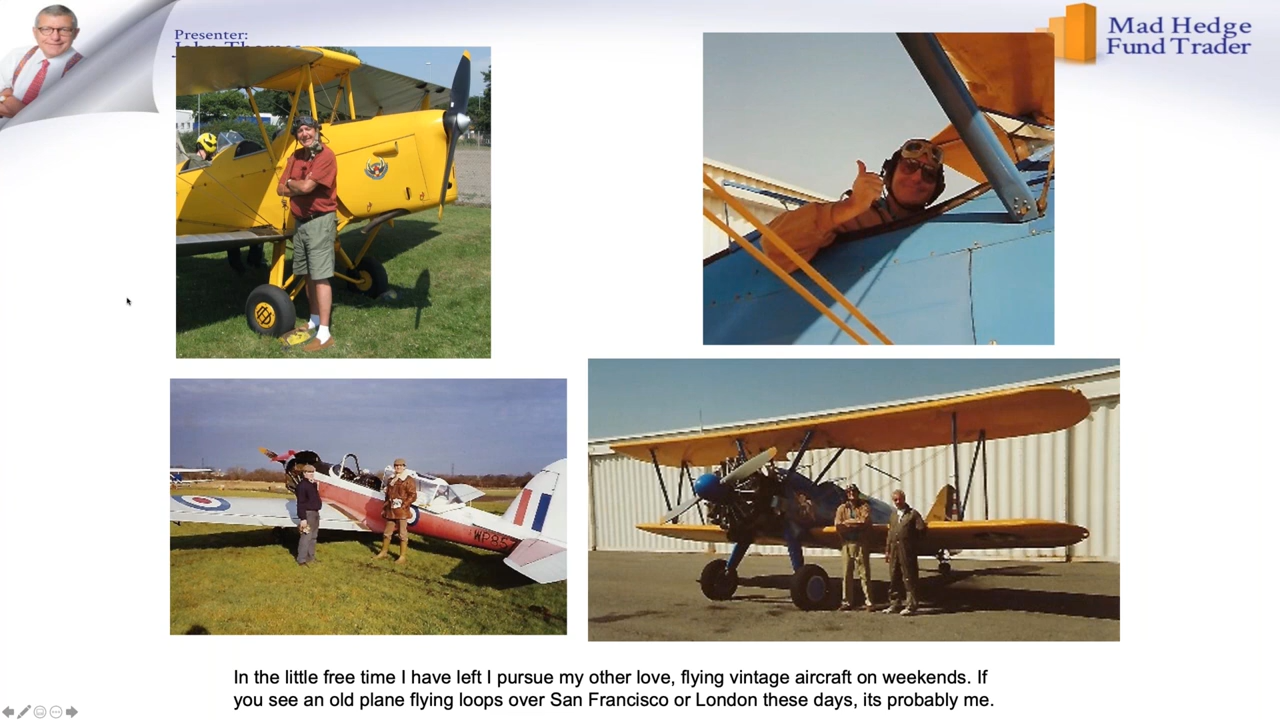 Presenter:
John Thomas
Mad Hedge
Fund Trader
In the little free time I have left I pursue my other love, flying vintage aircraft on weekends. If
you see an old plane flying loops over San Francisco or London these days, its probably me.